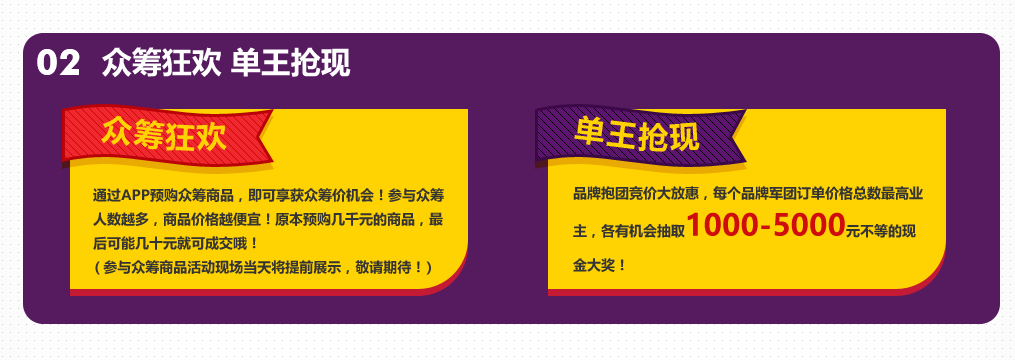 02 众筹狂欢 单王抢现
众筹狂欢
通过APP预购众筹商品，即可享获众筹价机会！参与众筹
人数越多，商品价格越便宜！原本预购几千元的商品，最
后可能几十元就可成交哦！
（参与众筹商品活动现场当天将提前展示，敬请期待！）
单王抢现
品牌抱团竞价大放惠，每个品牌军团订单价格总数最高业
主，各有机会抽取1000-5000元不等的现
金大奖！